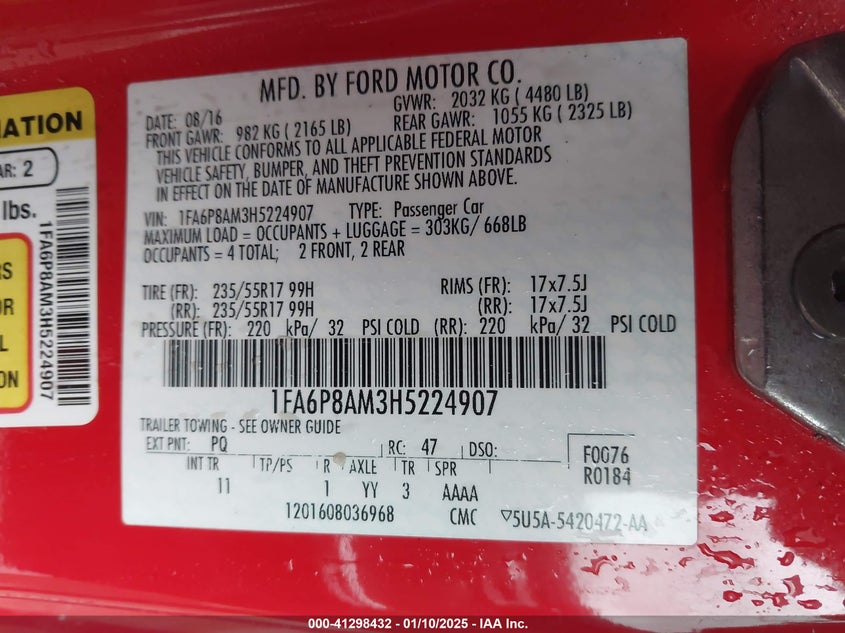 MFD. BY FORD MOTOR CO.
DATE: 08/16 GVWR: 2032 KG ( 4480 LB)
FRONT GAWR: 982 KG ( 2165 LB) REAR GAWR: 1055 KG ( 2325 LB)
THIS VEHICLE CONFORMS TO ALL APPLICABLE FEDERAL MOTOR
VEHICLE SAFETY, BUMPER, AND THEFT PREVENTION STANDARDS
IN EFFECT ON THE DATE OF MANUFACTURE SHOWN ABOVE.
VIN: 1FA6P8AM3H5224907 TYPE: Passenger Car
MAXIMUM LOAD = OCCUPANTS + LUGGAGE = 303KG/ 668LB
OCCUPANTS = 4 TOTAL; 2 FRONT, 2 REAR
TIRE (FR): 235/55R17 99H RIMS (FR): 17x7.5J
(RR): 235/55R17 99H (RR): 17x7.5J
PRESSURE (FR): 220 kPa/ 32 PSI COLD (RR): 220 kPa/ 32 PSI COLD
1FA6P8AM3H5224907
TRAILER TOWING - SEE OWNER GUIDE
EXT PNT: PQ RC: 47 DSO: F0G76
R0184
INT TR TP/PS R AXLE TR SPR
11 1 YY 3 AAAA
1201608036968 CMC ▽5U5A-5420472-AA
MATION
AR: 2
lbs.
RS
OR
L
ON
1FA6P8AM3H5224907
000-41298432 - 01/10/2025 - IAA Inc.